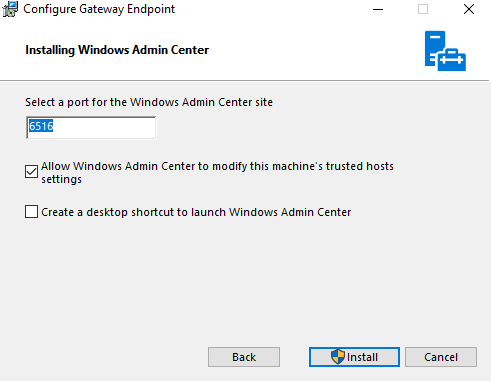 Configure Gateway Endpoint
Installing Windows Admin Center
Select a port for the Windows Admin Center site
6516
Allow Windows Admin Center to modify this machine's trusted hosts
settings
Create a desktop shortcut to launch Windows Admin Center
Back
Install
Cancel